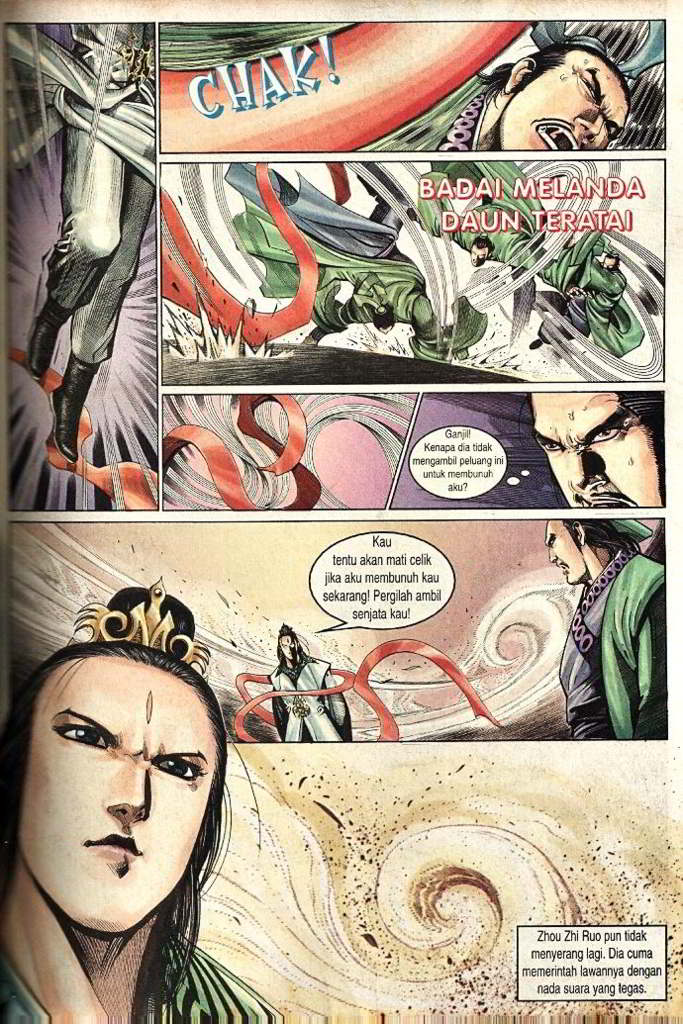 CHAK!
BADAI MELANDA
DAUN TERATAI
Ganjil!
Kenapa dia tidak
mengambil peluang ini
untuk membunuh
aku?
Kau
tentu akan mati celik
jika aku membunuh kau
sekarang! Pergilah ambil
senjata kau!
Zhou Zhi Ruo pun tidak
menyerang lagi. Dia cuma
memerintah lawannya dengan
nada suara yang tegas.